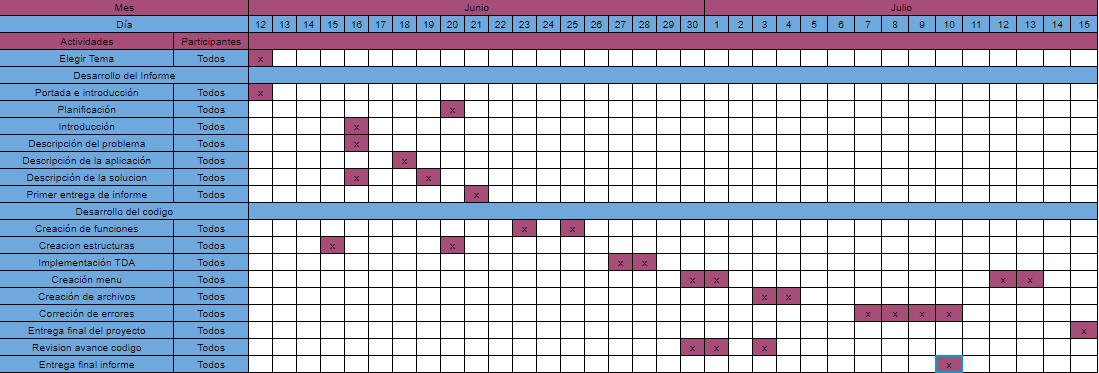 Mes Junio Julio
Día 12 13 14 15 16 17 18 19 20 21 22 23 24 25 26 27 28 29 30 1 2 3 4 5 6 7 8 9 10 11 12 13 14 15
Actividades Participantes
Elegir Tema Todos x
Desarrollo del Informe
Portada e introducción Todos x
Planificación Todos x
Introducción Todos x
Descripción del problema Todos x
Descripción de la aplicación Todos x
Descripción de la solucion Todos x x
Primer entrega de informe Todos x
Desarrollo del codigo
Creación de funciones Todos x x
Creacion estructuras Todos x x
Implementación TDA Todos x x
Creación menu Todos x x x x
Creación de archivos Todos x x
Correción de errores Todos x x x x
Entrega final del proyecto Todos x
Revision avance codigo Todos x x x
Entrega final informe Todos x